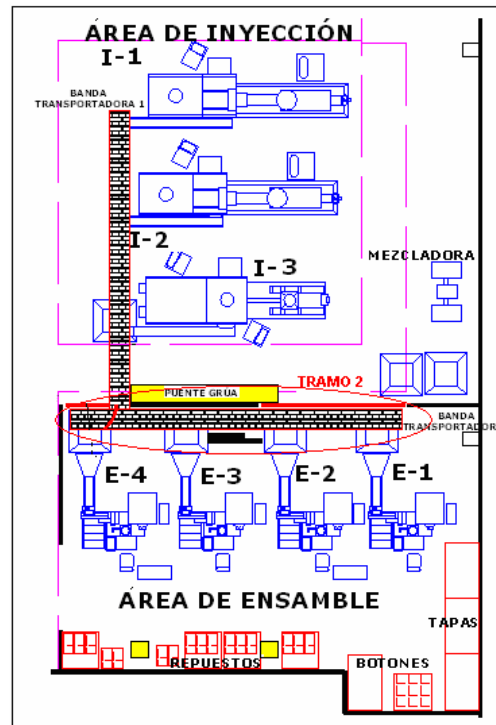 ÁREA DE INYECCIÓN
I-1
BANDA
TRANSPORTADORA 1
I-2
I-3
MEZCLADORA
TRAMO 2
PUENTE GRUA
BANDA
TRANSPORTADOR
E-4
E-3
E-2
E-1
ÁREA DE ENSAMBLE
TAPAS
REPUESTOS
BOTONES